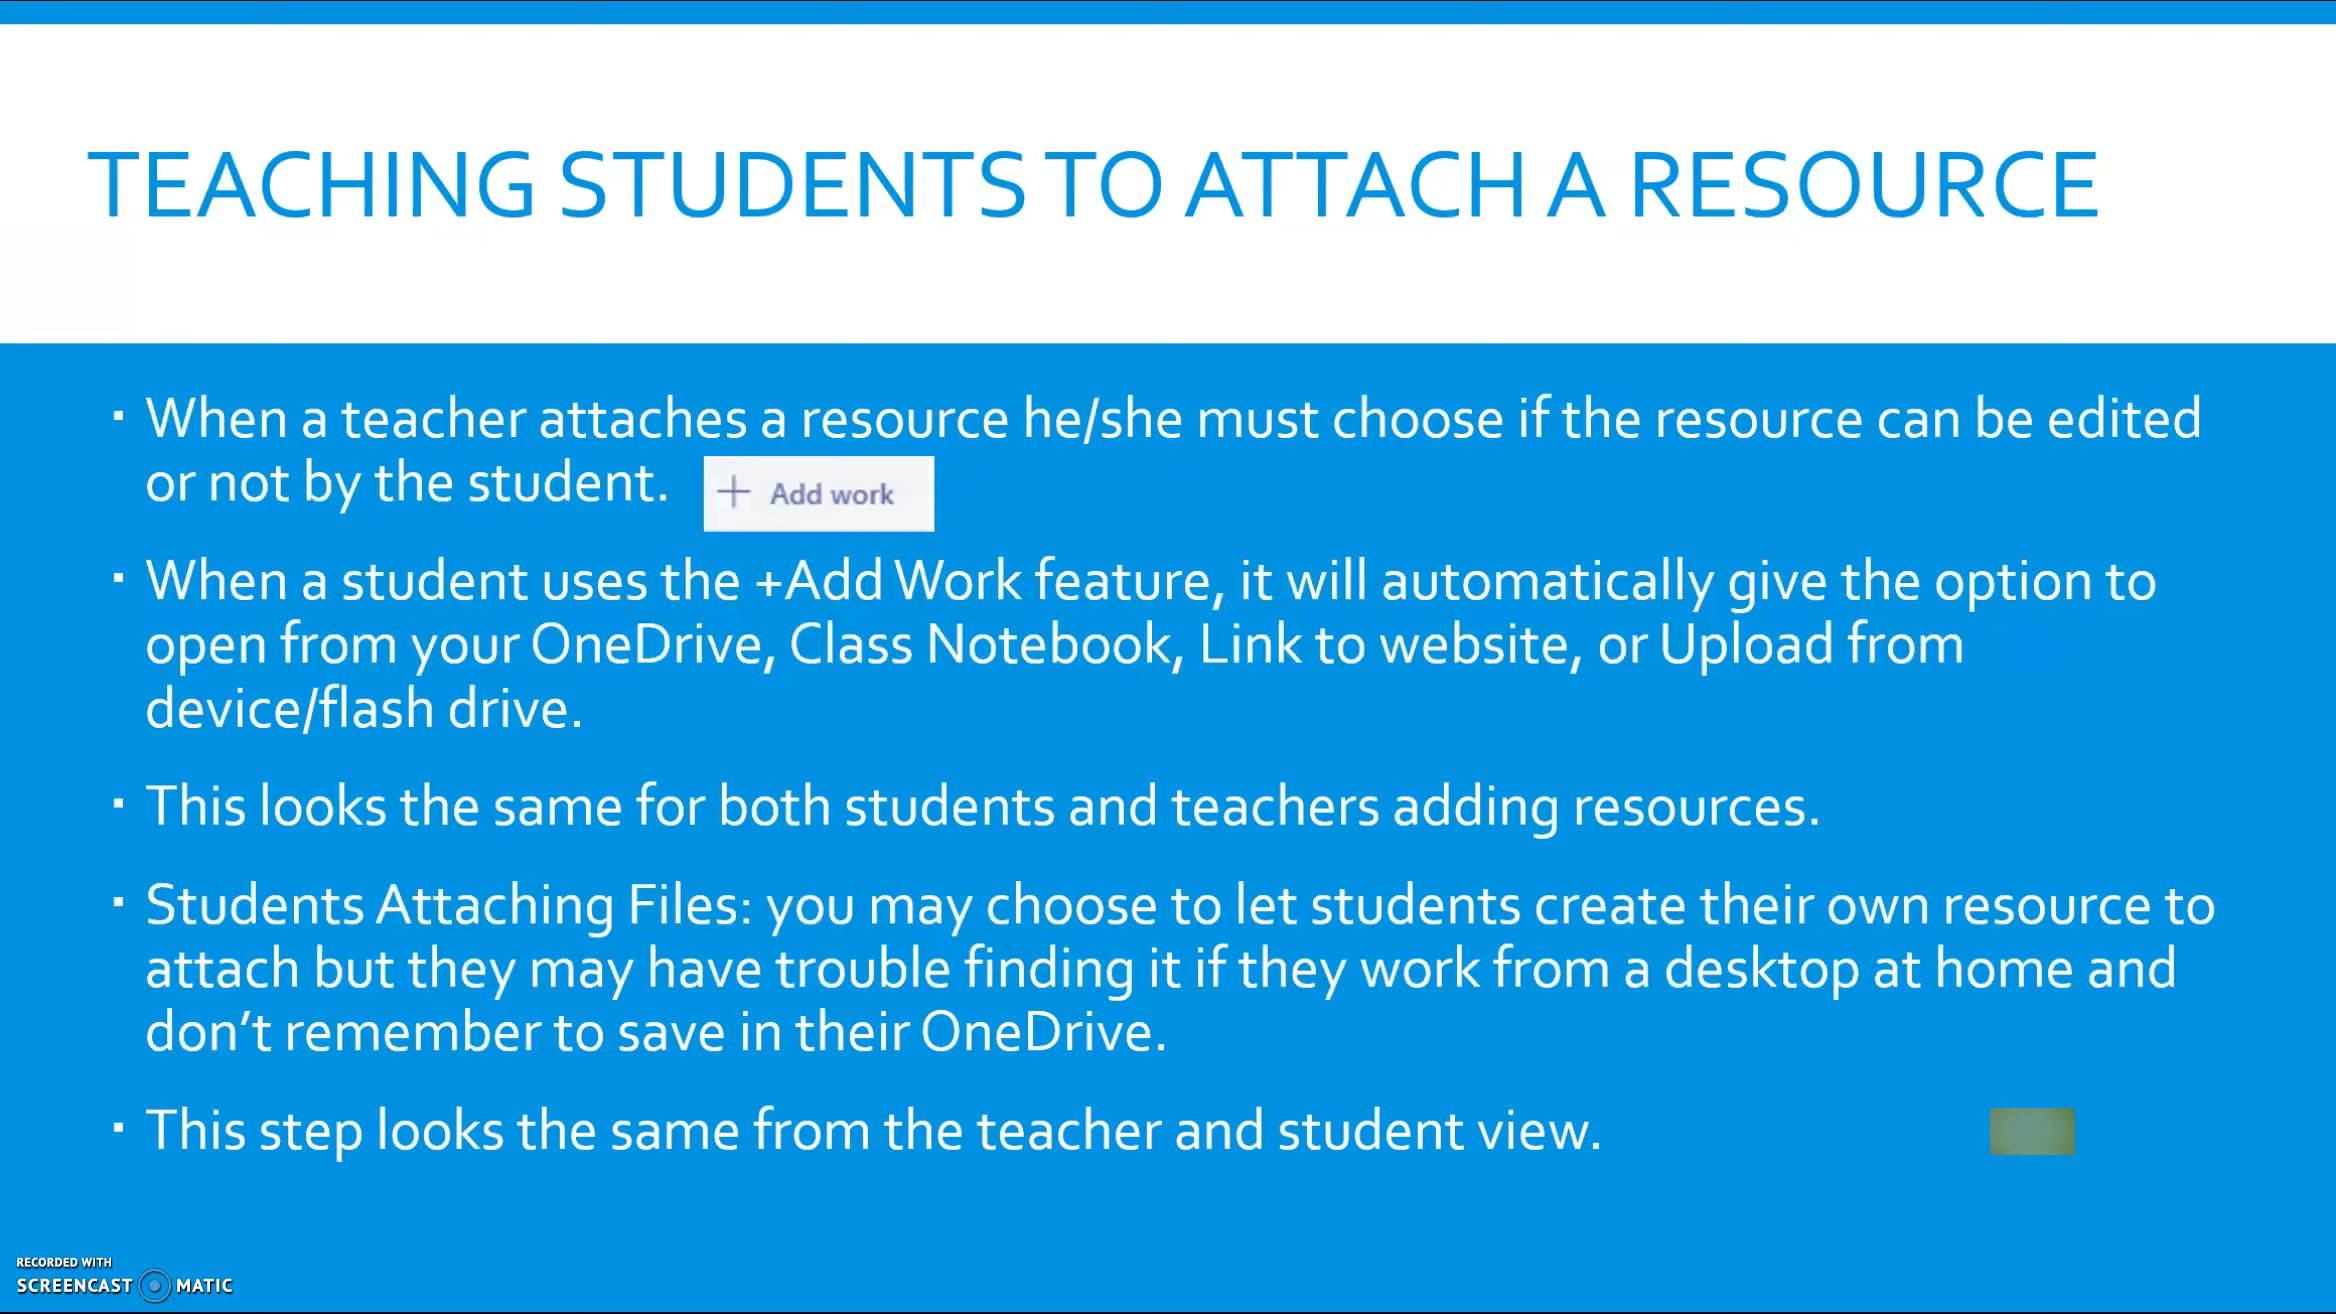 TEACHING STUDENTS TO ATTACH A RESOURCE
▪ When a teacher attaches a resource he/she must choose if the resource can be edited
or not by the student.
+ Add work
▪ When a student uses the +Add Work feature, it will automatically give the option to
open from your OneDrive, Class Notebook, Link to website, or Upload from
device/flash drive.
▪ This looks the same for both students and teachers adding resources.
▪ Students Attaching Files: you may choose to let students create their own resource to
attach but they may have trouble finding it if they work from a desktop at home and
don’t remember to save in their OneDrive.
▪ This step looks the same from the teacher and student view.
RECORDED WITH
SCREENCAST MATIC